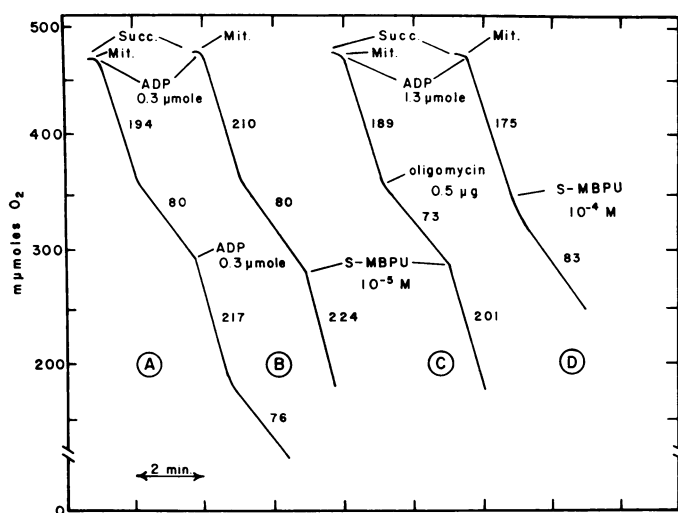 mµmoles O₂
500
400
300
200
0
Succ.
Mit.
ADP
0.3 µmole
194
80
ADP
0.3 µmole
217
76
A
Mit.
210
80
S-MBPU
10⁻⁵ M
224
B
Succ.
Mit.
ADP
1.3 µmole
189
oligomycin
0.5 µg
73
201
C
Mit.
175
S-MBPU
10⁻⁴ M
83
D
2 min.